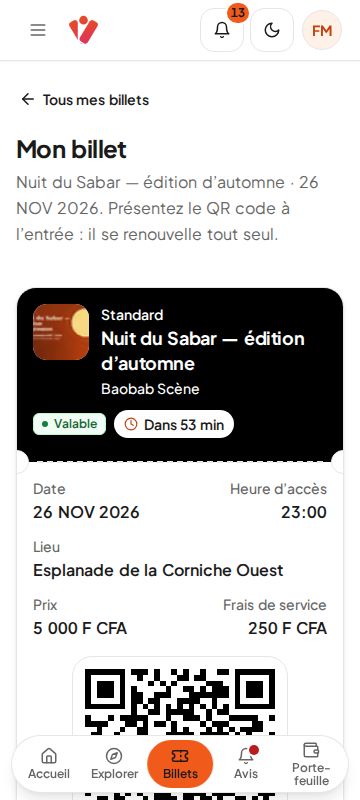 13
FM
Tous mes billets
Mon billet
Nuit du Sabar — édition d’automne · 26
NOV 2026. Présentez le QR code à
l’entrée : il se renouvelle tout seul.
Standard
Nuit du Sabar — édition
d’automne
Baobab Scène
Valable
Dans 53 min
Date
Heure d’accès
26 NOV 2026
23:00
Lieu
Esplanade de la Corniche Ouest
Prix
Frais de service
5 000 F CFA
250 F CFA
Accueil
Explorer
Billets
Avis
Porte-
feuille